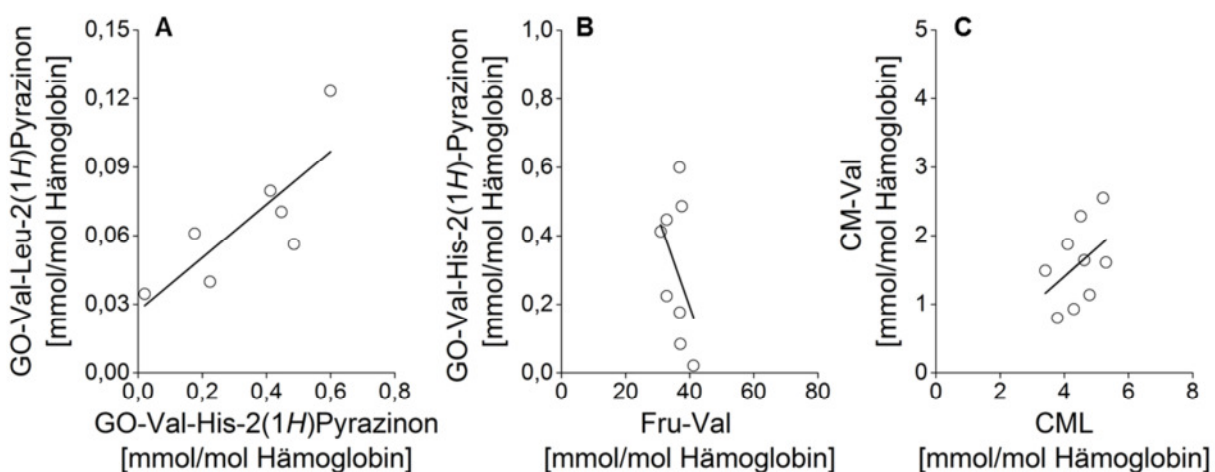 A
GO-Val-Leu-2(1H)Pyrazinon
[mmol/mol Hämoglobin]
0,15
0,12
0,09
0,06
0,03
0,00
0,0 0,2 0,4 0,6 0,8
GO-Val-His-2(1H)Pyrazinon
[mmol/mol Hämoglobin]
B
GO-Val-His-2(1H)-Pyrazinon
[mmol/mol Hämoglobin]
1,0
0,8
0,6
0,4
0,2
0,0
0 20 40 60 80
Fru-Val
[mmol/mol Hämoglobin]
C
CM-Val
[mmol/mol Hämoglobin]
5
4
3
2
1
0
0 2 4 6 8
CML
[mmol/mol Hämoglobin]